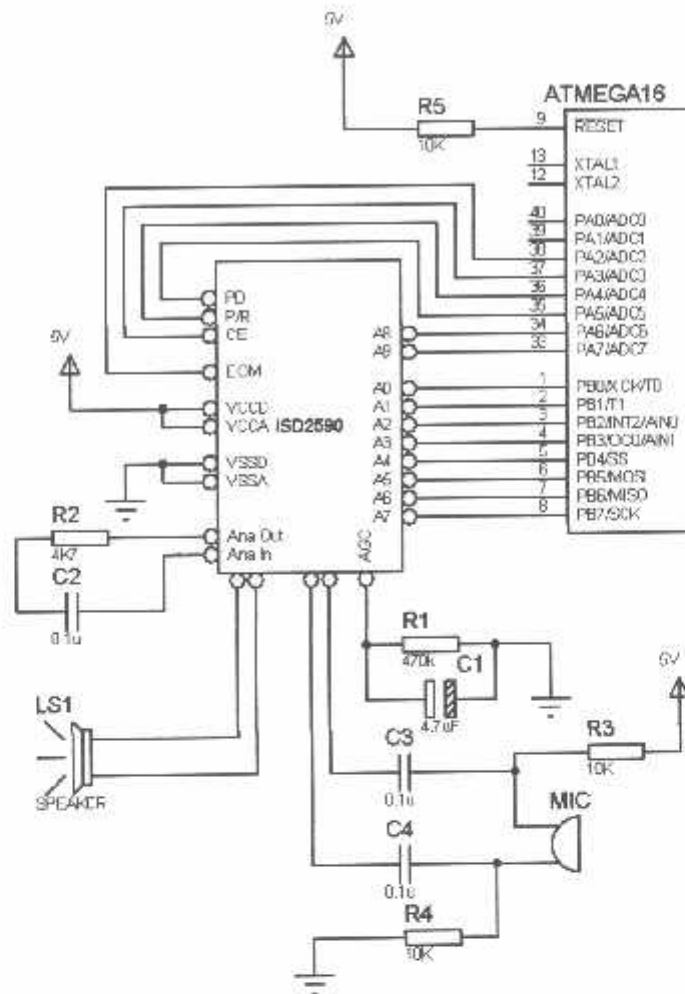 5V
ATMEGA16
R5
10K
9 RESET
13 XTAL1
12 XTAL2
40 PA0/ADC0
39 PA1/ADC1
38 PA2/ADC2
37 PA3/ADC3
36 PA4/ADC4
35 PA5/ADC5
34 PA6/ADC6
33 PA7/ADC7
1 PB0/XCK/T0
2 PB1/T1
3 PB2/INT2/AIN0
4 PB3/OC0/AIN1
5 PB4/SS
6 PB5/MOSI
7 PB6/MISO
8 PB7/SCK
PD
P/R
CE
EOM
5V
VCCD
VCCA
ISD2590
VSSD
VSSA
Ana Out
Ana In
A8
A9
A0
A1
A2
A3
A4
A5
A6
A7
AGC
R2
4K7
C2
0.1u
R1
470k
C1
4.7uF
LS1
SPEAKER
C3
0.1u
5V
R3
10K
MIC
C4
0.1u
R4
10K